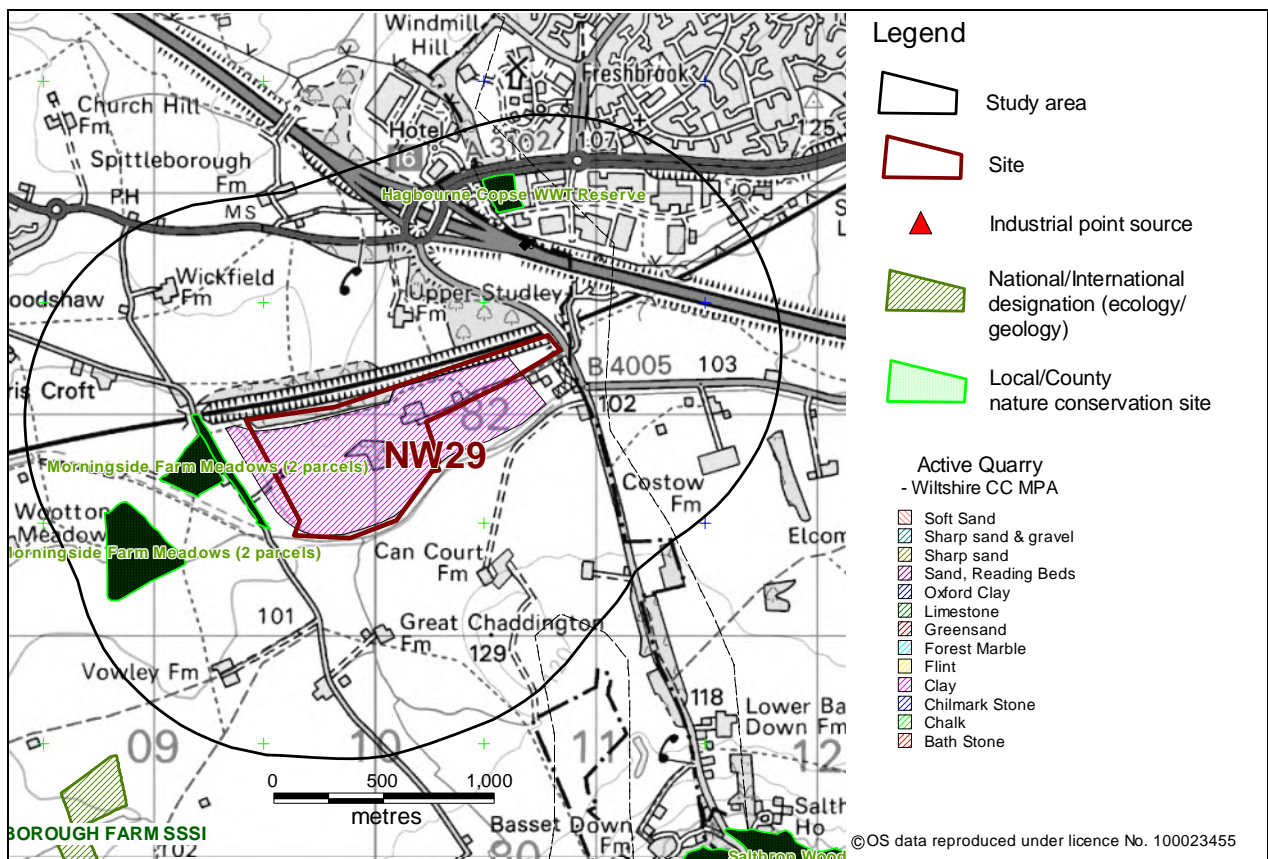 Windmill
Hill
Freshbrook
Church Hill
Fm
Hotel
125
A 3102
107
16
Spittleborough
Fm
Hagbourne Copse WWT Reserve
PH
MS
Wickfield
Fm
oodshaw
Upper Studley
Fm
B 4005
103
ris Croft
82
102
NW29
Morningside Farm Meadows (2 parcels)
Costow
Fm
Wootton
Meadow
Morningside Farm Meadows (2 parcels)
Elcom
Can Court
Fm
101
Great Chaddington
Fm
129
Vowley Fm
118
Lower Ba
Down Fm
09
10
11
12
0 500 1,000
metres
Salth
Ho
Basset Down
Fm
BOROUGH FARM SSSI
102
80
Salthrop Wood
Legend
Study area
Site
Industrial point source
National/International
designation (ecology/
geology)
Local/County
nature conservation site
Active Quarry
- Wiltshire CC MPA
Soft Sand
Sharp sand & gravel
Sharp sand
Sand, Reading Beds
Oxford Clay
Limestone
Greensand
Forest Marble
Flint
Clay
Chilmark Stone
Chalk
Bath Stone
©OS data reproduced under licence No. 100023455